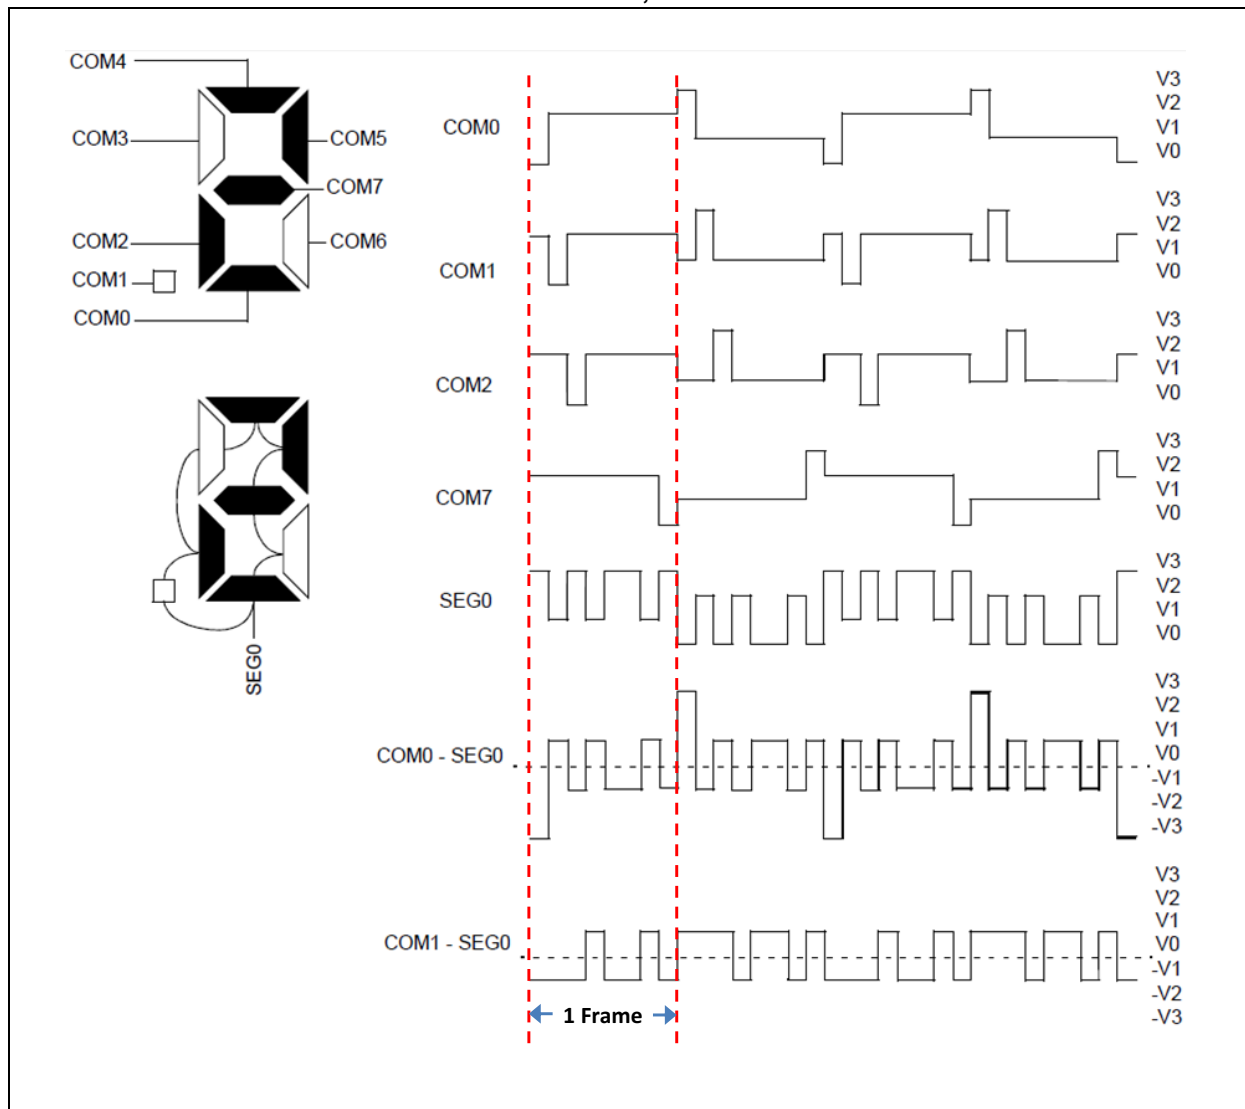 COM4
COM3
COM5
COM7
COM2
COM6
COM1
COM0
SEG0
COM0
V3
V2
V1
V0
COM1
V3
V2
V1
V0
COM2
V3
V2
V1
V0
COM7
V3
V2
V1
V0
SEG0
V3
V2
V1
V0
COM0 - SEG0
V3
V2
V1
V0
-V1
-V2
-V3
COM1 - SEG0
V3
V2
V1
V0
-V1
-V2
-V3
1 Frame